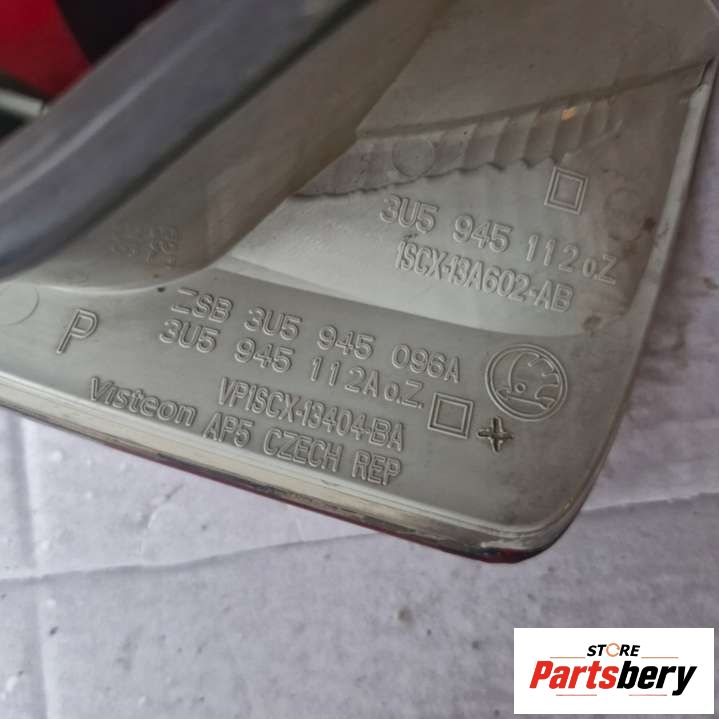 3U5 945 112 o.Z
1SCX-13A602-AB
ZSB 3U5 945 096A
3U5 945 112A o.Z.
P
VP1SCX-13404-BA
Visteon AP5 CZECH REP
STORE
Partsbery